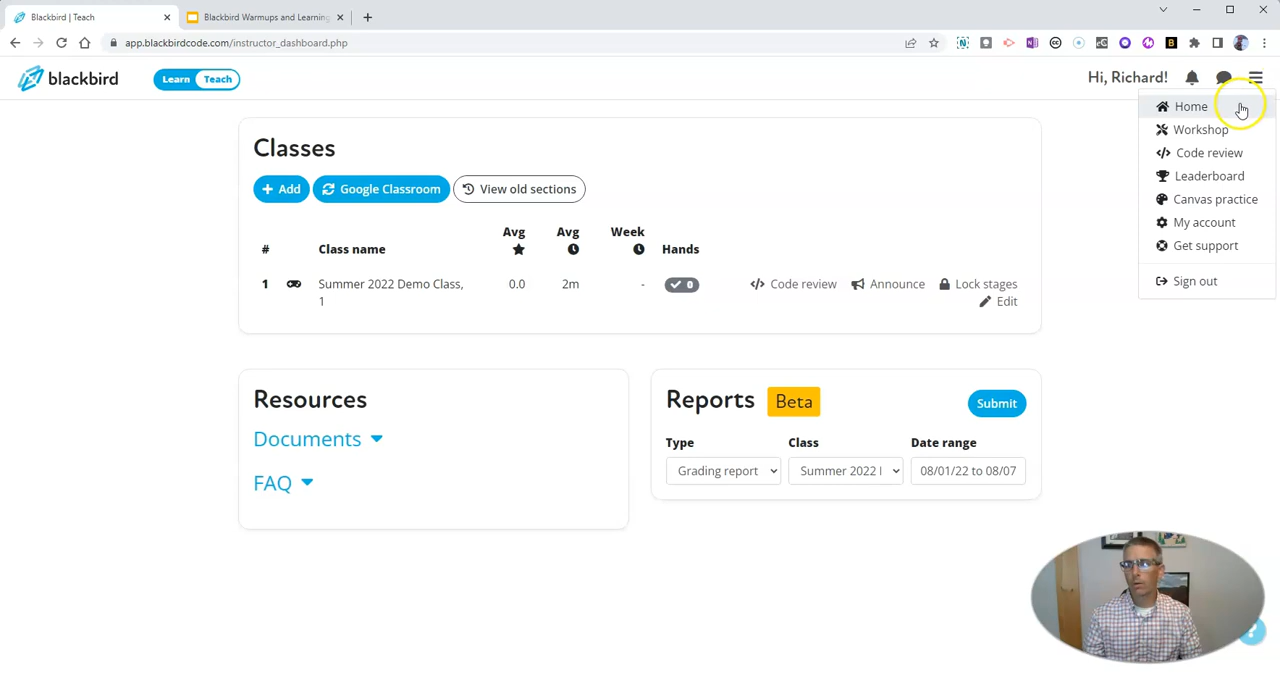 Blackbird | Teach
Blackbird Warmups and Learning
app.blackbirdcode.com/instructor_dashboard.php
blackbird
Learn Teach
Hi, Richard!
Home
Workshop
Code review
Leaderboard
Canvas practice
My account
Get support
Sign out
Classes
+ Add
Google Classroom
View old sections
# Class name Avg Avg Week Hands
1 Summer 2022 Demo Class, 0.0 2m - 0 Code review Announce Lock stages
1 Edit
Resources
Documents
FAQ
Reports Beta Submit
Type Class Date range
Grading report Summer 2022 08/01/22 to 08/07